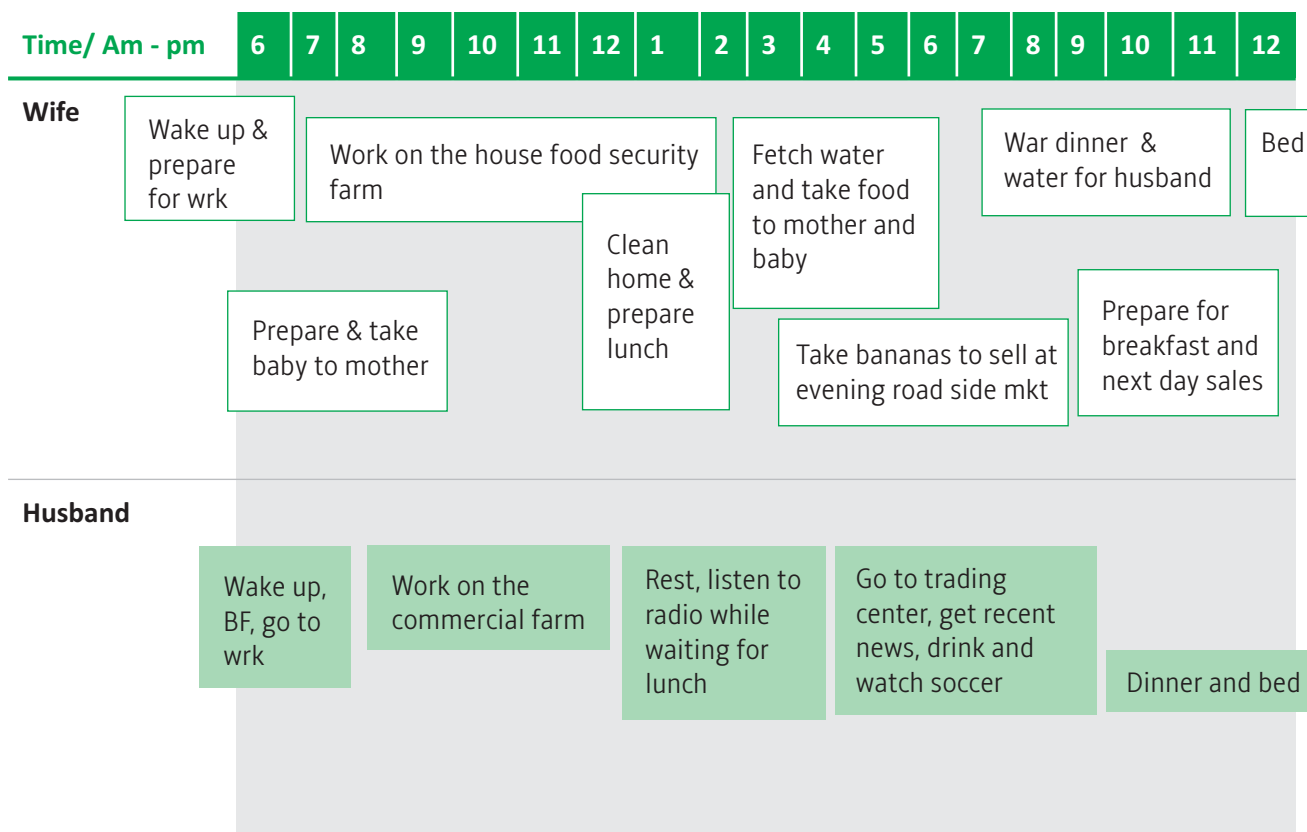 Time/ Am - pm 6 7 8 9 10 11 12 1 2 3 4 5 6 7 8 9 10 11 12
Wife
Wake up &
prepare
for wrk
Work on the house food security
farm
Fetch water
and take food
to mother and
baby
War dinner &
water for husband
Bed
Clean
home &
prepare
lunch
Prepare & take
baby to mother
Take bananas to sell at
evening road side mkt
Prepare for
breakfast and
next day sales
Husband
Wake up,
BF, go to
wrk
Work on the
commercial farm
Rest, listen to
radio while
waiting for
lunch
Go to trading
center, get recent
news, drink and
watch soccer
Dinner and bed